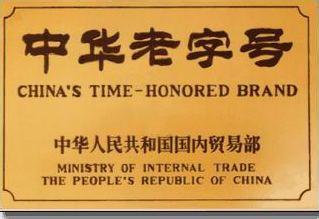 中华老字号
CHINA'S TIME-HONORED BRAND
中华人民共和国国内贸易部
MINISTRY OF INTERNAL TRADE
THE PEOPLE'S REPUBLIC OF CHINA